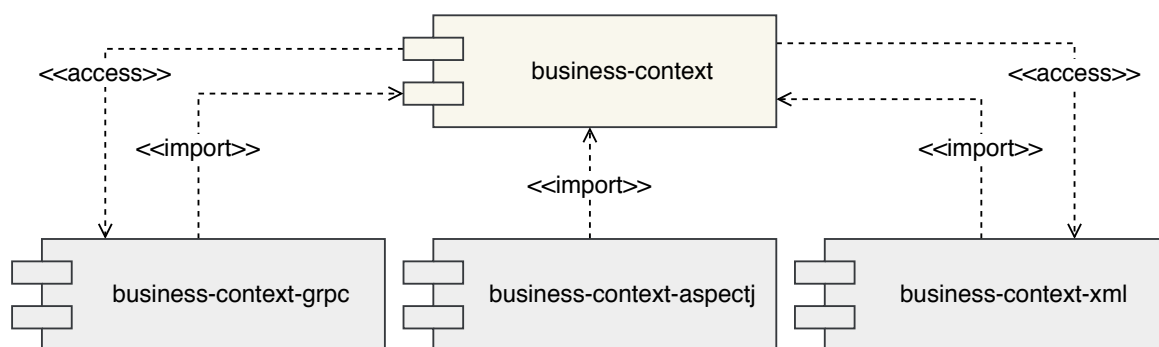 business-context
<<access>>
<<access>>
<<import>>
<<import>>
<<import>>
business-context-grpc
business-context-aspectj
business-context-xml